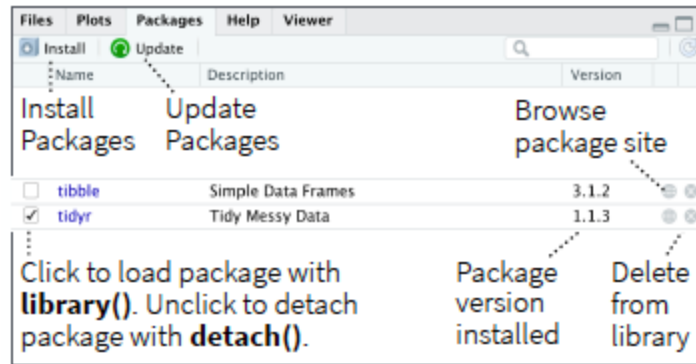 Files Plots Packages Help Viewer
Install Update
Name Description Version
Install Packages
Update Packages
Browse package site
tibble Simple Data Frames 3.1.2
tidyr Tidy Messy Data 1.1.3
Click to load package with
library(). Unclick to detach
package with detach().
Package
version
installed
Delete
from
library